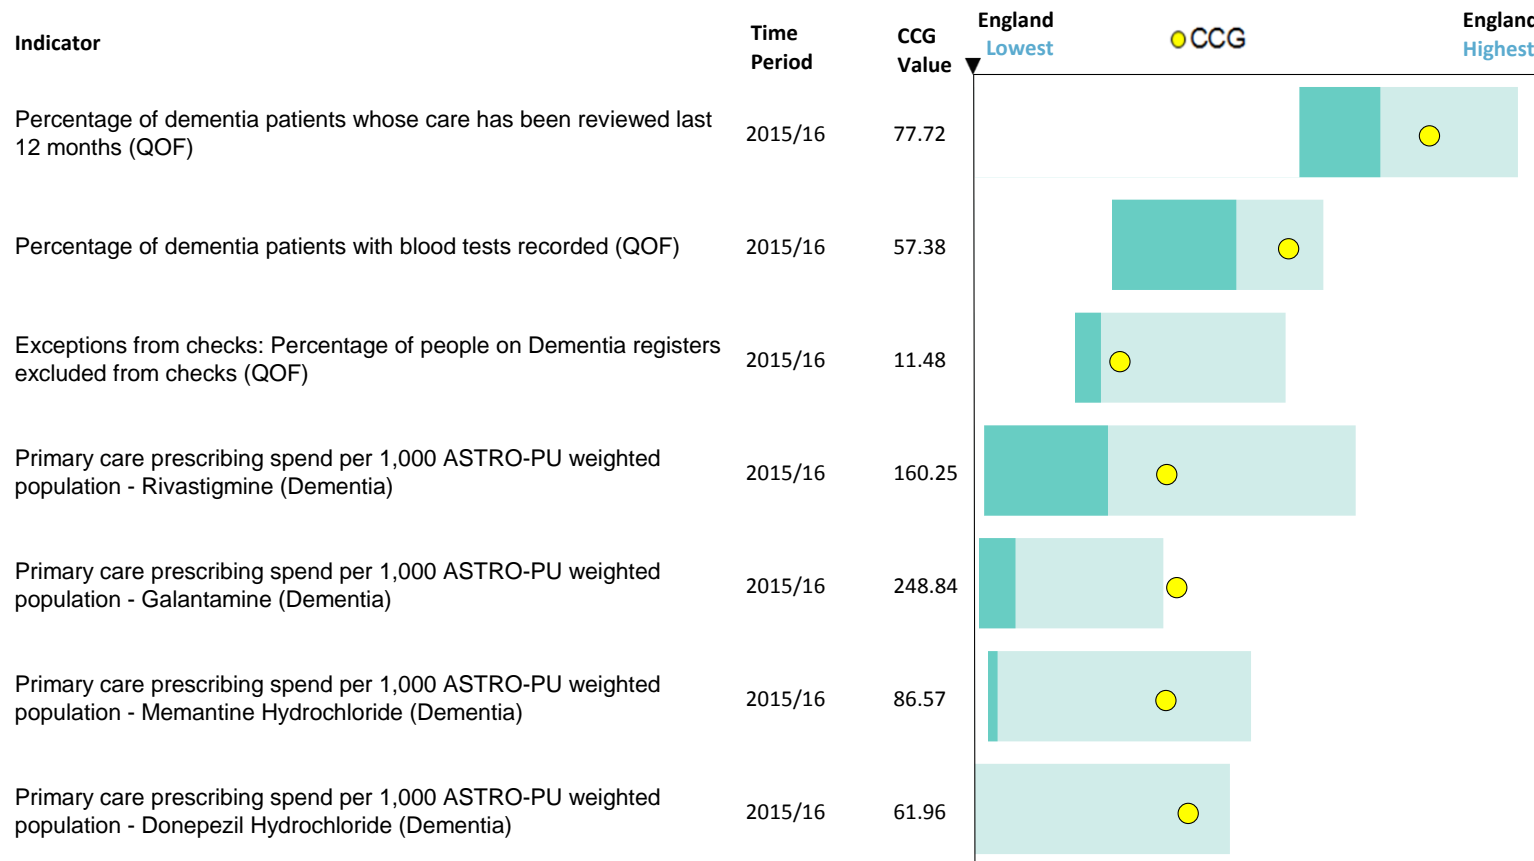 Indicator
Time Period
CCG Value
England Lowest
CCG
England Highest
Percentage of dementia patients whose care has been reviewed last
12 months (QOF)
2015/16
77.72
Percentage of dementia patients with blood tests recorded (QOF)
2015/16
57.38
Exceptions from checks: Percentage of people on Dementia registers
excluded from checks (QOF)
2015/16
11.48
Primary care prescribing spend per 1,000 ASTRO-PU weighted
population - Rivastigmine (Dementia)
2015/16
160.25
Primary care prescribing spend per 1,000 ASTRO-PU weighted
population - Galantamine (Dementia)
2015/16
248.84
Primary care prescribing spend per 1,000 ASTRO-PU weighted
population - Memantine Hydrochloride (Dementia)
2015/16
86.57
Primary care prescribing spend per 1,000 ASTRO-PU weighted
population - Donepezil Hydrochloride (Dementia)
2015/16
61.96